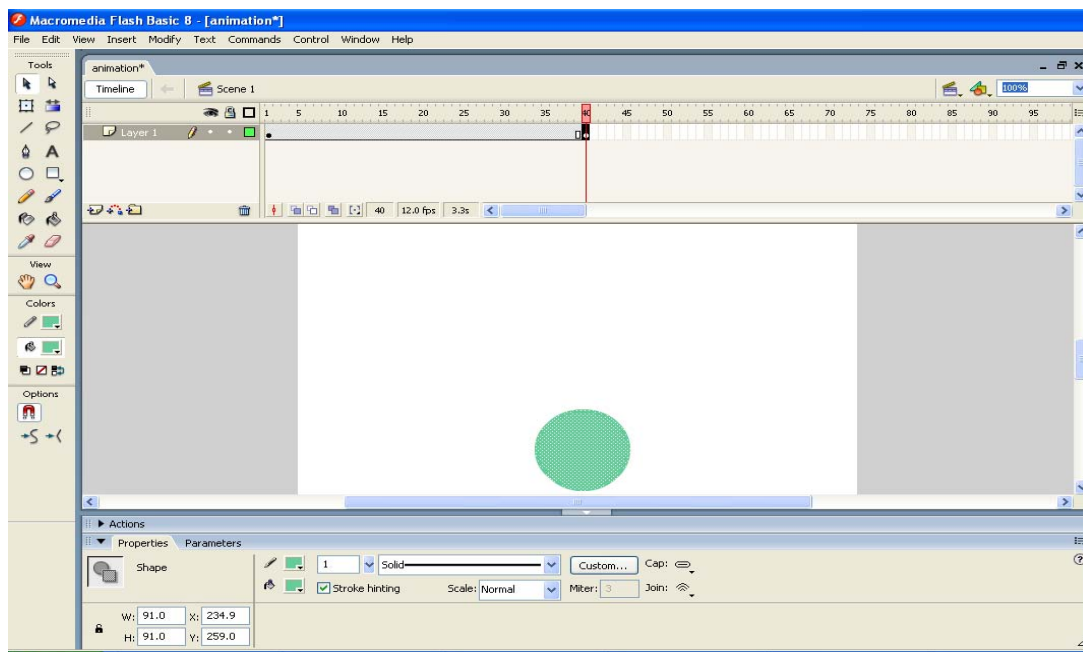 Macromedia Flash Basic 8 - [animation*]
File Edit View Insert Modify Text Commands Control Window Help
Tools
animation*
Timeline Scene 1 100%
1 5 10 15 20 25 30 35 40 45 50 55 60 65 70 75 80 85 90 95
Layer 1
A
40 12.0 fps 3.3s
View
Colors
Options
Actions
Properties Parameters
Shape 1 Solid Custom... Cap:
Stroke hinting Scale: Normal Miter: 3 Join:
W: 91.0 X: 234.9
H: 91.0 Y: 259.0